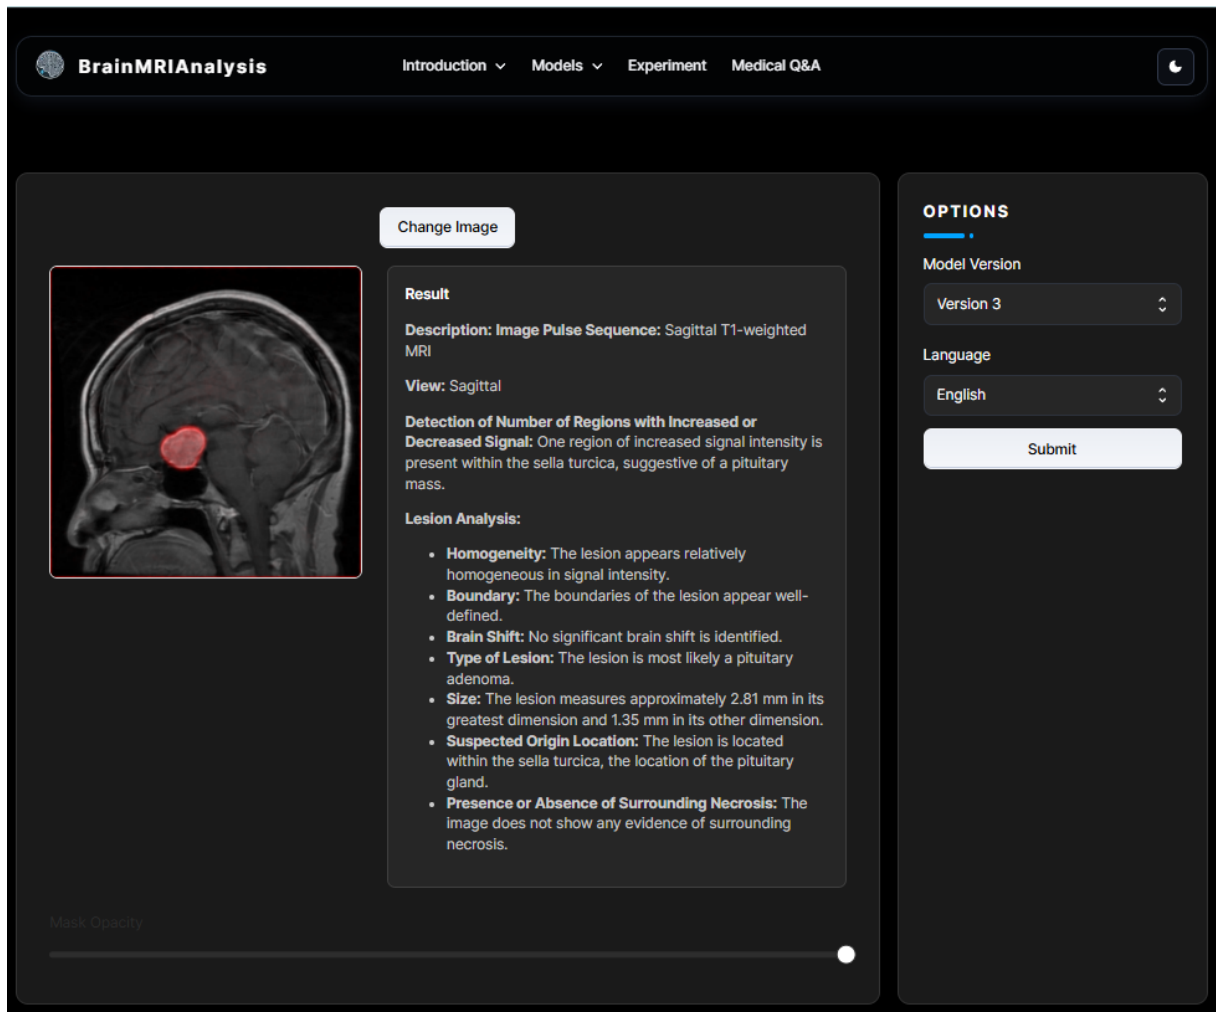 BrainMRIAnalysis
Introduction
Models
Experiment
Medical Q&A
Change Image
Result
Description: Image Pulse Sequence: Sagittal T1-weighted
MRI
View: Sagittal
Detection of Number of Regions with Increased or
Decreased Signal: One region of increased signal intensity is
present within the sella turcica, suggestive of a pituitary
mass.
Lesion Analysis:
• Homogeneity: The lesion appears relatively
homogeneous in signal intensity.
• Boundary: The boundaries of the lesion appear well-
defined.
• Brain Shift: No significant brain shift is identified.
• Type of Lesion: The lesion is most likely a pituitary
adenoma.
• Size: The lesion measures approximately 2.81 mm in its
greatest dimension and 1.35 mm in its other dimension.
• Suspected Origin Location: The lesion is located
within the sella turcica, the location of the pituitary
gland.
• Presence or Absence of Surrounding Necrosis: The
image does not show any evidence of surrounding
necrosis.
Mask Opacity
OPTIONS
Model Version
Version 3
Language
English
Submit